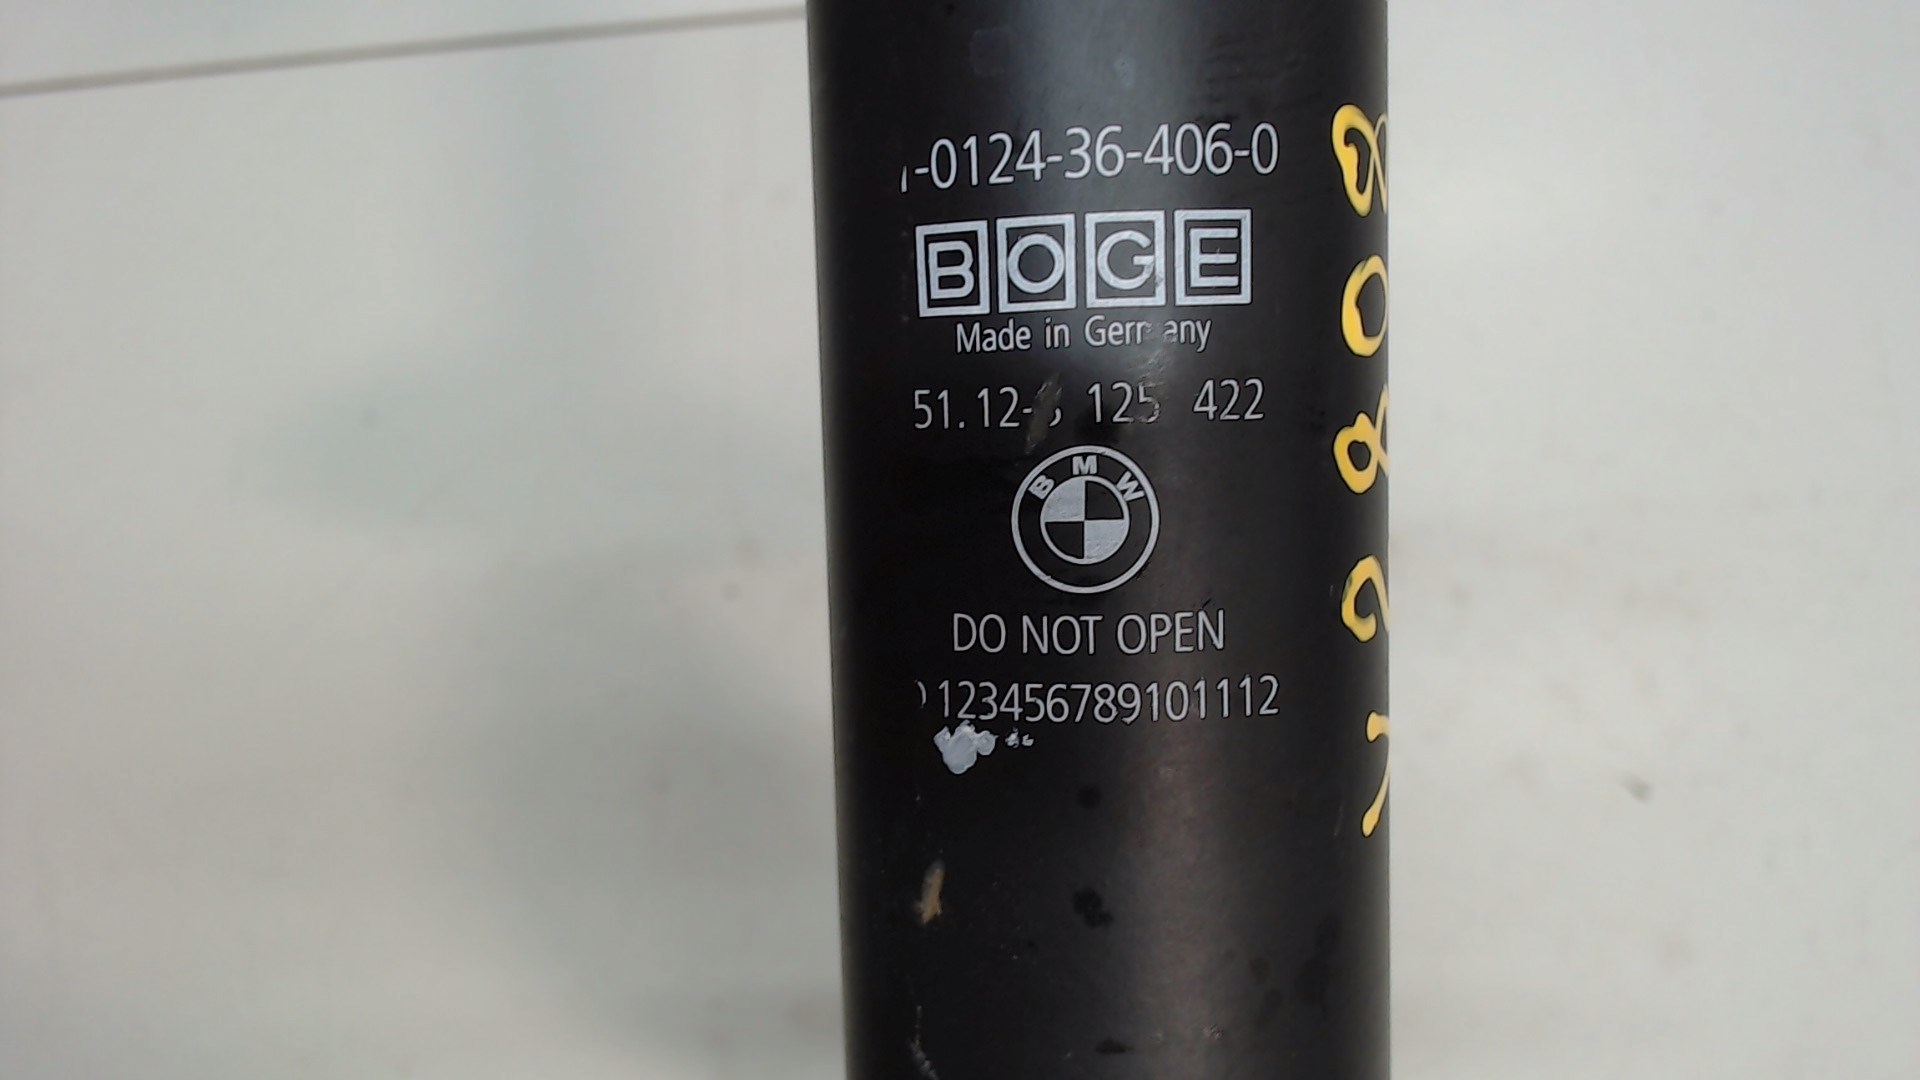 -0124-36-406-0
BOGE
Made in Germany
51.12- 125 422
BMW
DO NOT OPEN
123456789101112